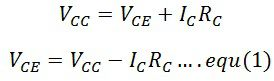 V_CC = V_CE + I_C R_C
V_CE = V_CC − I_C R_C …. equ(1)